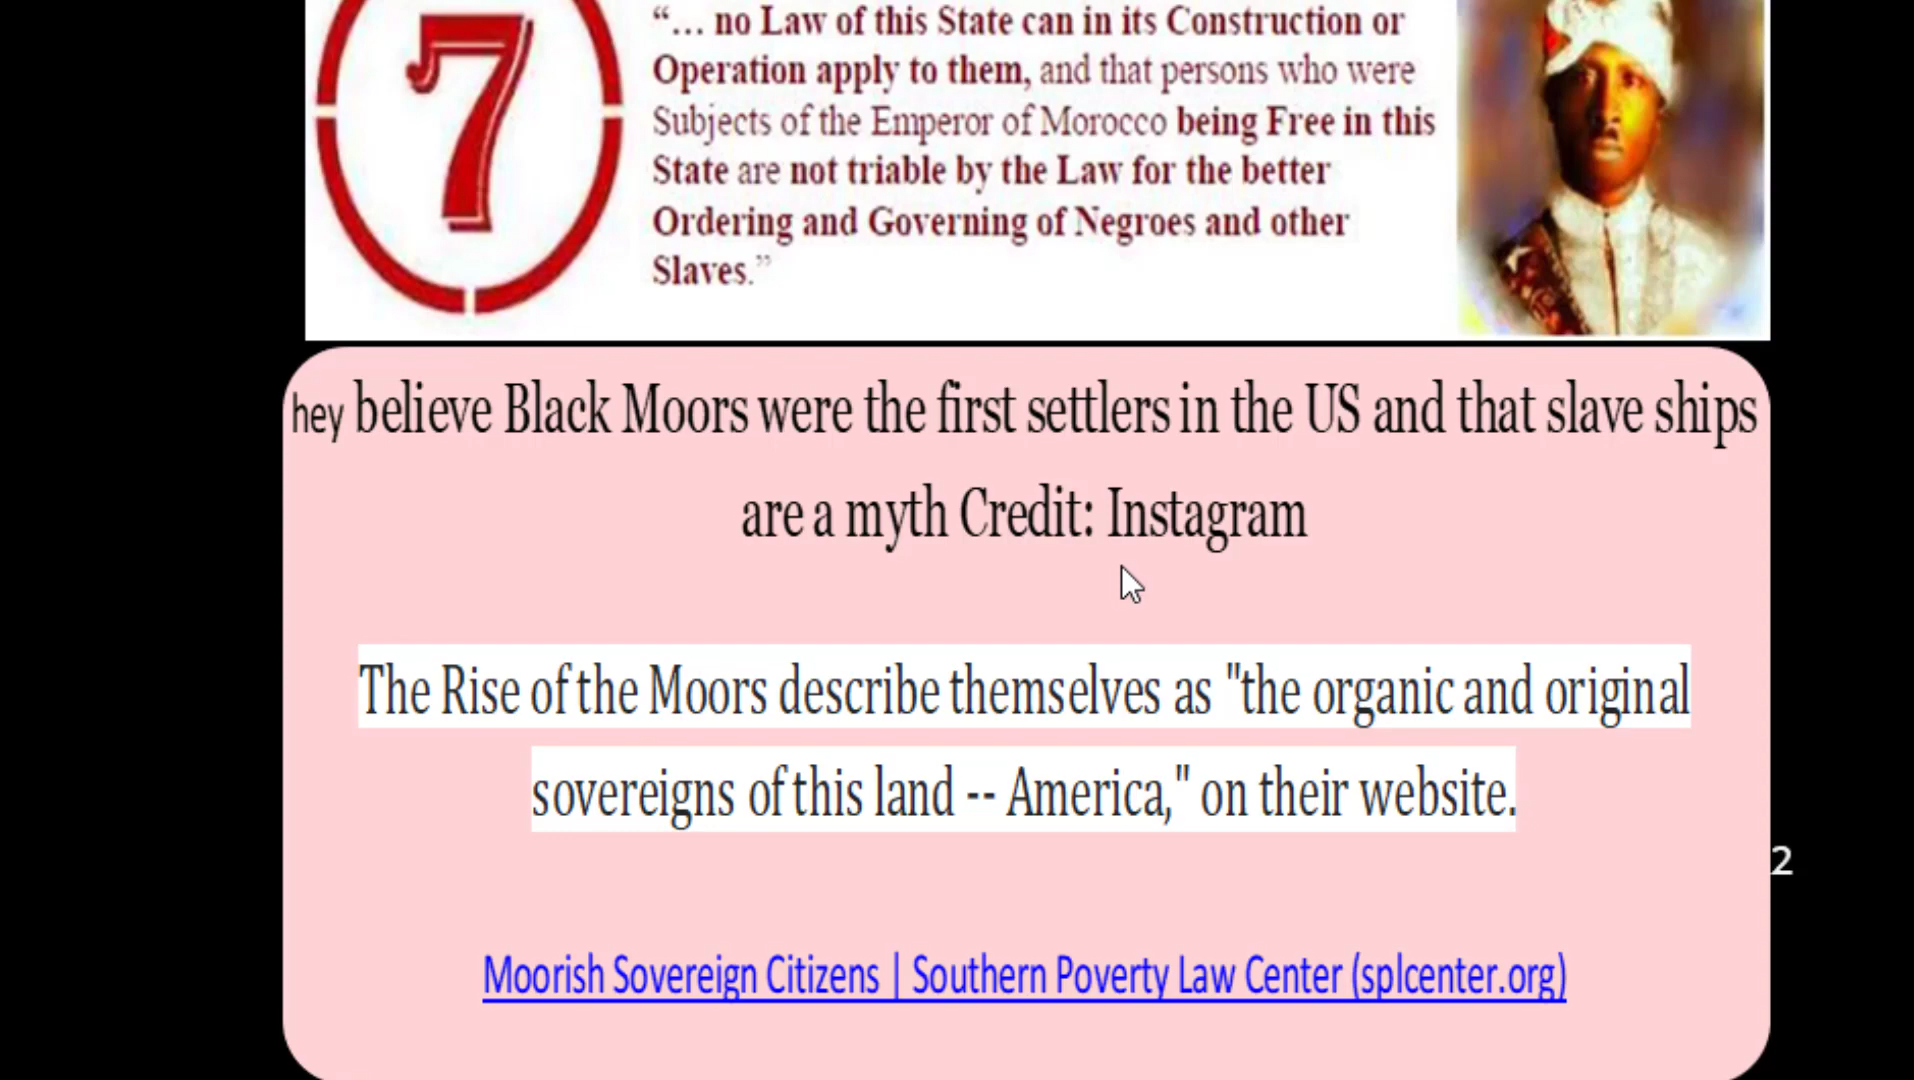 7
“... no Law of this State can in its Construction or
Operation apply to them, and that persons who were
Subjects of the Emperor of Morocco being Free in this
State are not triable by the Law for the better
Ordering and Governing of Negroes and other
Slaves.”
hey believe Black Moors were the first settlers in the US and that slave ships
are a myth Credit: Instagram
The Rise of the Moors describe themselves as "the organic and original
sovereigns of this land -- America," on their website.
2
Moorish Sovereign Citizens | Southern Poverty Law Center (splcenter.org)